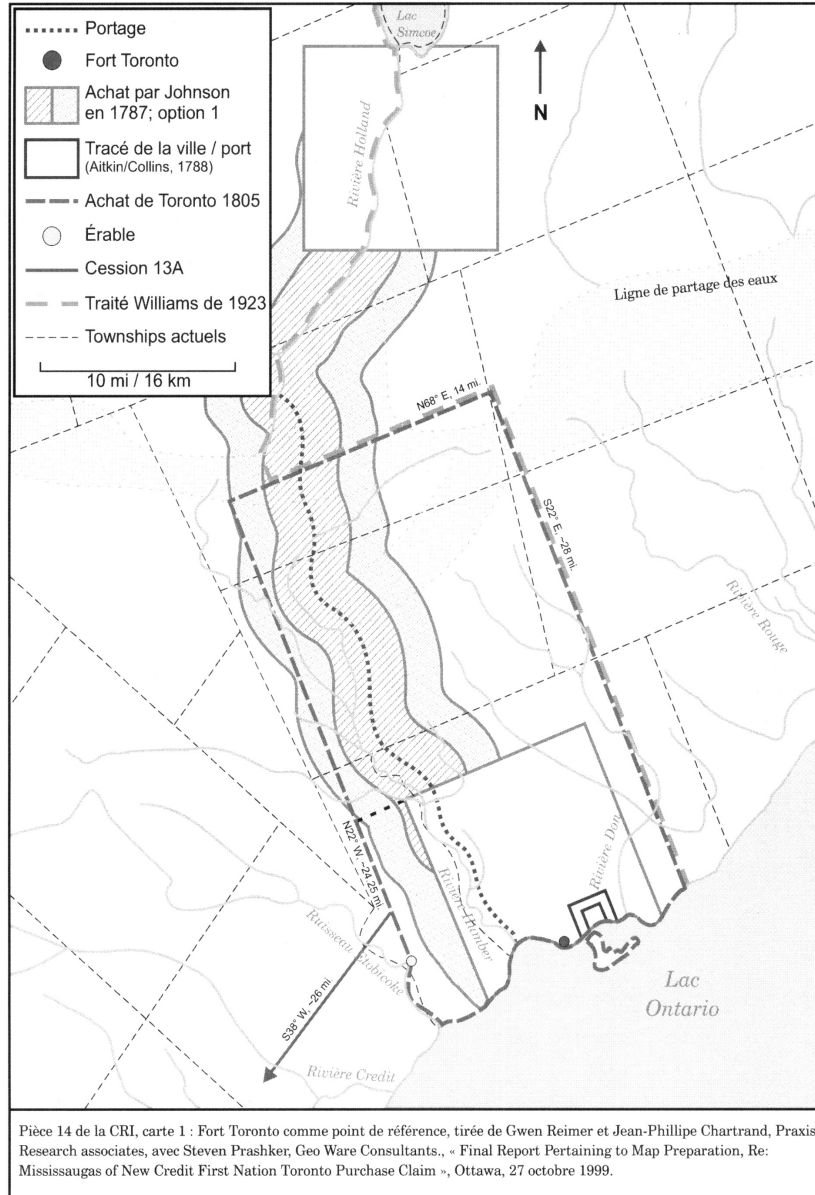 Portage
Fort Toronto
Achat par Johnson
en 1787; option 1
Tracé de la ville / port
(Aitkin/Collins, 1788)
Achat de Toronto 1805
Érable
Cession 13A
Traité Williams de 1923
Townships actuels
10 mi / 16 km
Lac
Simcoe
N
Rivière Holland
Ligne de partage des eaux
N68° E, 14 mi.
S22° E, ~28 mi.
Rivière Rouge
Rivière Don
N22° W, ~24.25 mi.
Rivière Humber
Ruisseau Etobicoke
S38° W, ~26 mi.
Lac
Ontario
Rivière Credit
Pièce 14 de la CRI, carte 1 : Fort Toronto comme point de référence, tirée de Gwen Reimer et Jean-Phillipe Chartrand, Praxis
Research associates, avec Steven Prashker, Geo Ware Consultants., « Final Report Pertaining to Map Preparation, Re:
Mississaugas of New Credit First Nation Toronto Purchase Claim », Ottawa, 27 octobre 1999.